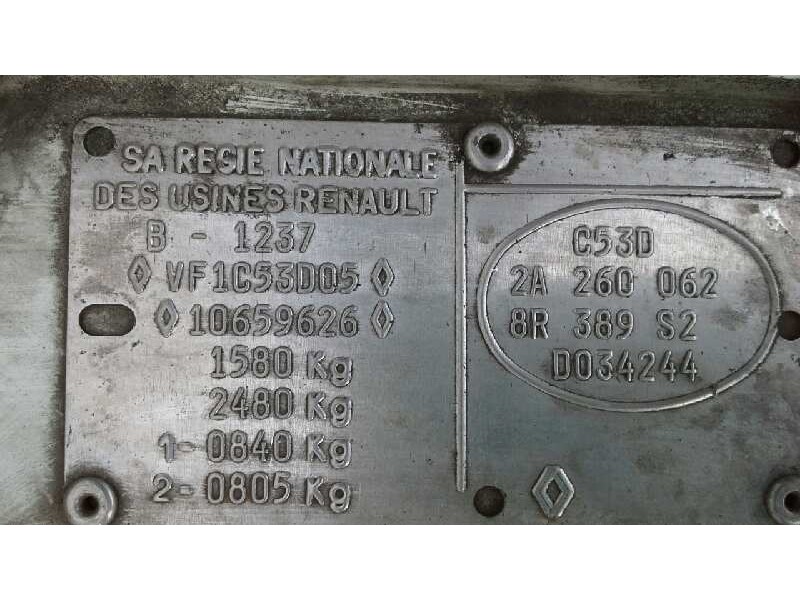 SA REGIE NATIONALE
DES USINES RENAULT
B - 1237
VF1C53D05
10659626
1580 Kg
2480 Kg
1-0840 Kg
2-0805 Kg
C53D
2A 260 062
8R 389 S2
D034244